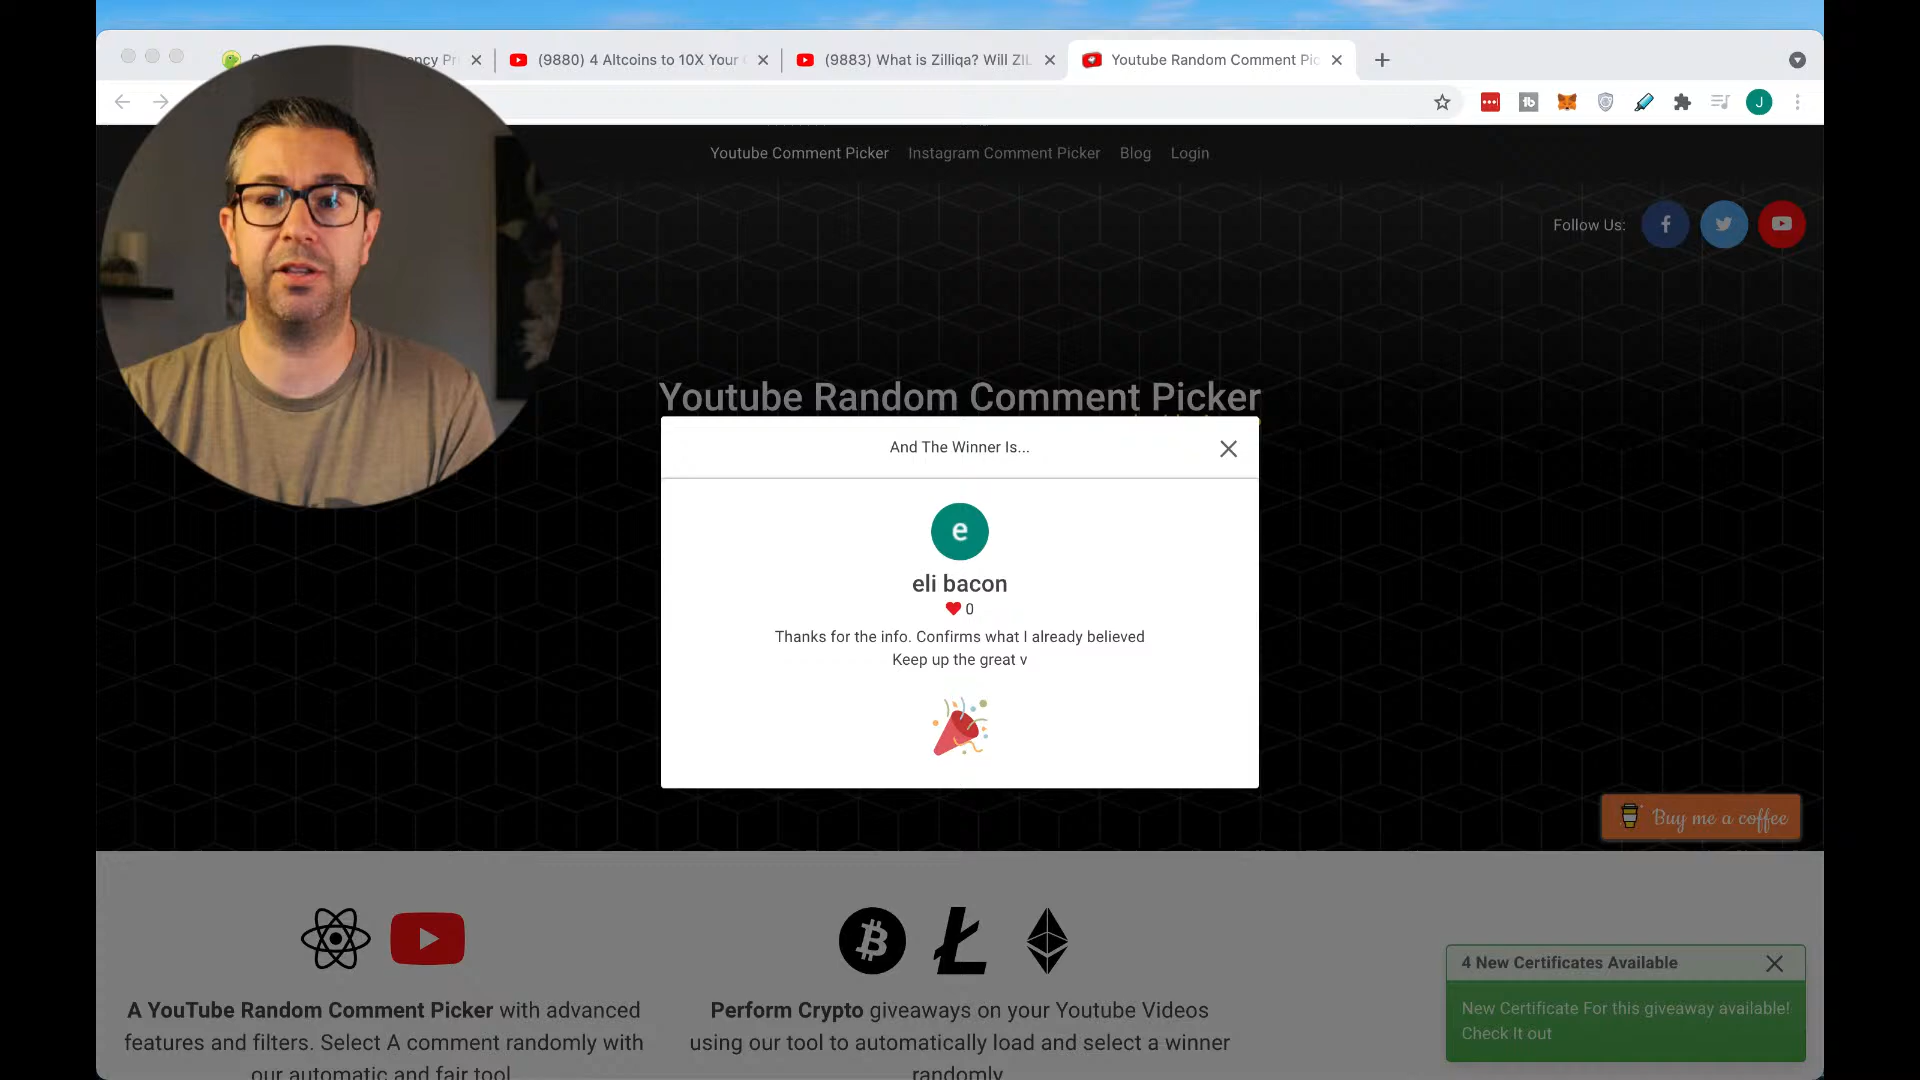 ncy Pr
(9880) 4 Altcoins to 10X Your
(9883) What is Zilliqa? Will ZIL
Youtube Random Comment Pic
tb
J
Youtube Comment Picker
Instagram Comment Picker
Blog
Login
Follow Us:
Youtube Random Comment Picker
And The Winner Is...
e
eli bacon
0
Thanks for the info. Confirms what I already believed
Keep up the great v
Buy me a coffee
A YouTube Random Comment Picker with advanced
features and filters. Select A comment randomly with
our automatic and fair tool
Perform Crypto giveaways on your Youtube Videos
using our tool to automatically load and select a winner
randomly
4 New Certificates Available
New Certificate For this giveaway available!
Check It out